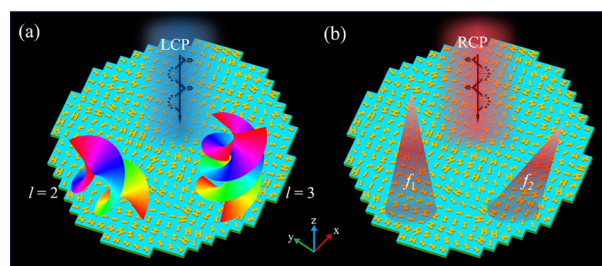 (a)
LCP
l = 2
l = 3
(b)
RCP
f₁
f₂
z
y
x